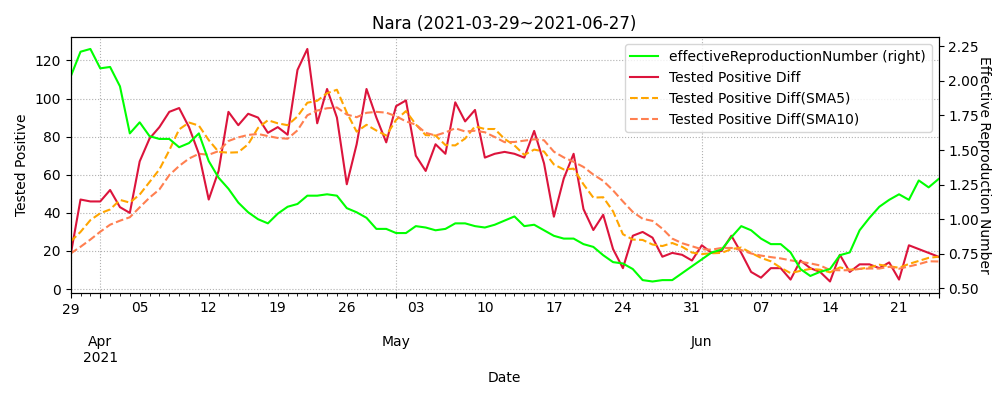 Nara (2021-03-29~2021-06-27)
effectiveReproductionNumber (right)
Tested Positive Diff
Tested Positive Diff(SMA5)
Tested Positive Diff(SMA10)
Tested Positive
120
100
80
60
40
20
0
2.25
2.00
1.75
1.50
1.25
1.00
0.75
0.50
Effective Reproduction Number
29 05 12 19 26 03 10 17 24 31 07 14 21
Apr May Jun
2021
Date